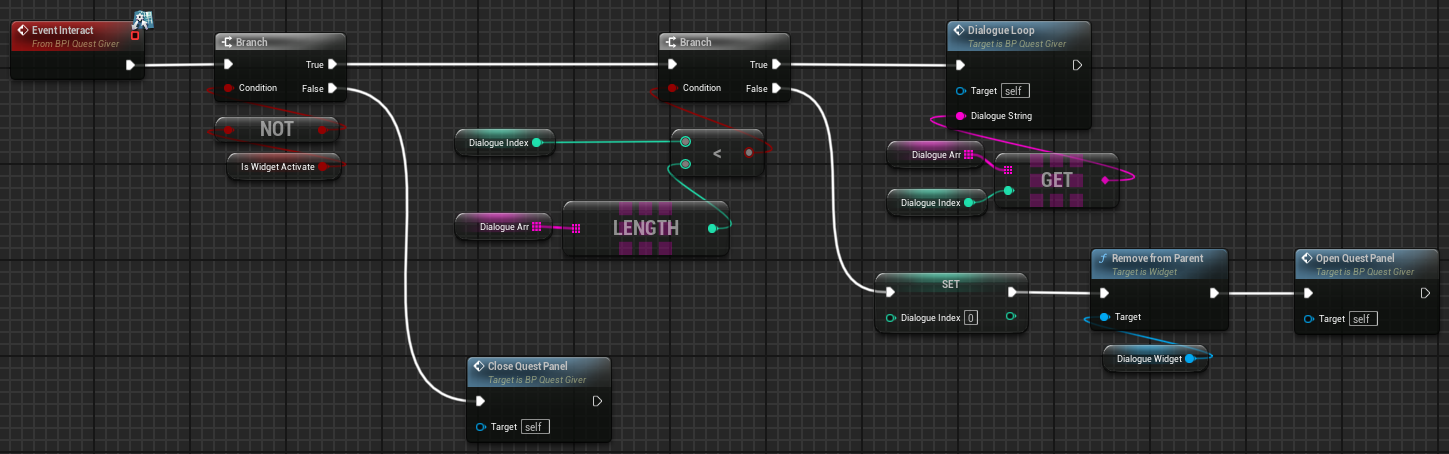 Event Interact
From BPI Quest Giver
Branch
True
Condition
False
NOT
Is Widget Activate
Close Quest Panel
Target is BP Quest Giver
Target self
Branch
True
Condition
False
Dialogue Index
<
Dialogue Arr
LENGTH
Dialogue Loop
Target is BP Quest Giver
Target self
Dialogue String
Dialogue Arr
GET
Dialogue Index
SET
Dialogue Index 0
Remove from Parent
Target is Widget
Target
Dialogue Widget
Open Quest Panel
Target is BP Quest Giver
Target self